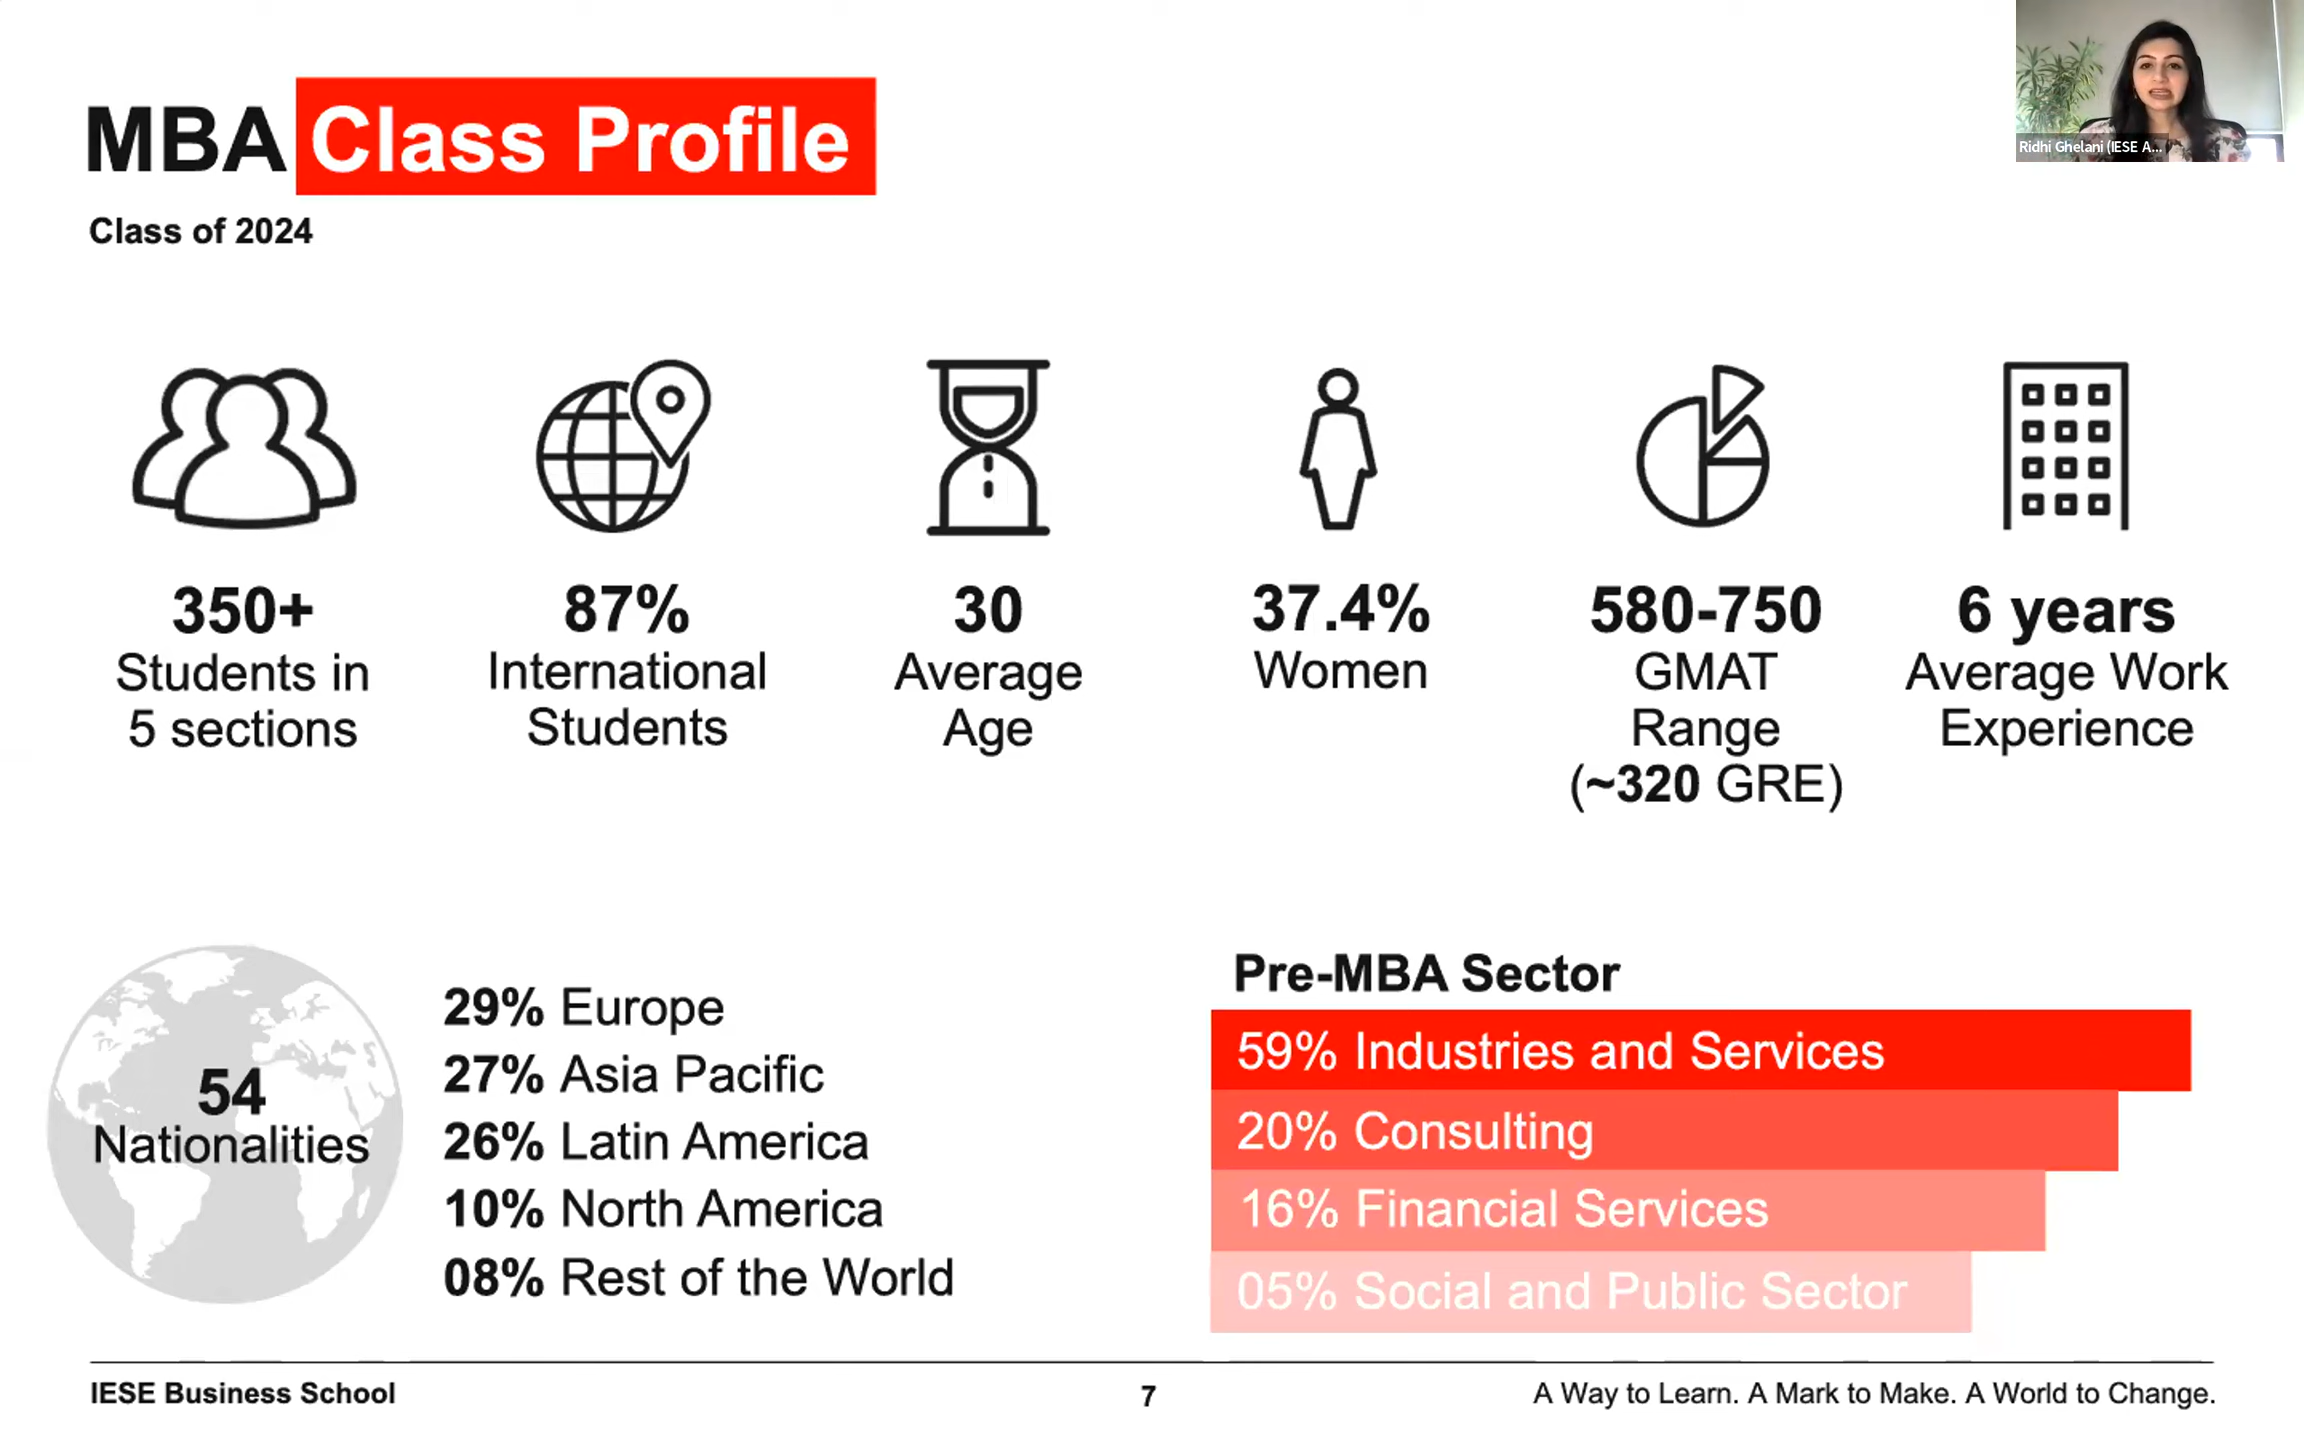 MBA Class Profile
Class of 2024
Ridhi Ghelani (IESE A...
350+
Students in
5 sections
87%
International
Students
30
Average
Age
37.4%
Women
580-750
GMAT
Range
(~320 GRE)
6 years
Average Work
Experience
54
Nationalities
29% Europe
27% Asia Pacific
26% Latin America
10% North America
08% Rest of the World
Pre-MBA Sector
59% Industries and Services
20% Consulting
16% Financial Services
05% Social and Public Sector
IESE Business School
7
A Way to Learn. A Mark to Make. A World to Change.